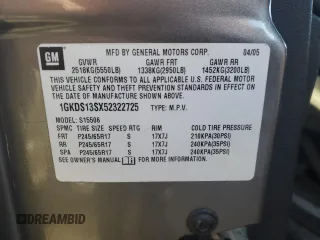 GM
MFD BY GENERAL MOTORS CORP. 04/05
GVWR GAWR FRT GAWR RR
2518KG(5550LB) 1338KG(2950LB) 1452KG(3200LB)
THIS VEHICLE CONFORMS TO ALL APPLICABLE U.S. FEDERAL MOTOR
VEHICLE SAFETY AND THEFT PREVENTION STANDARDS IN EFFECT ON
THE DATE OF MANUFACTURE SHOWN ABOVE.
1GKDS13SX52322725 TYPE: M.P.V.
MODEL: S15506
SPMC TIRE SIZE SPEED RTG RIM COLD TIRE PRESSURE
FRT P245/65R17 S 17X7J 210KPA(30PSI)
RR P245/65R17 S 17X7J 240KPA(35PSI)
SPA P245/65R17 S 17X7J 240KPA(35PSI)
SEE OWNER'S MANUAL FOR MORE INFORMATION.
DREAMBID